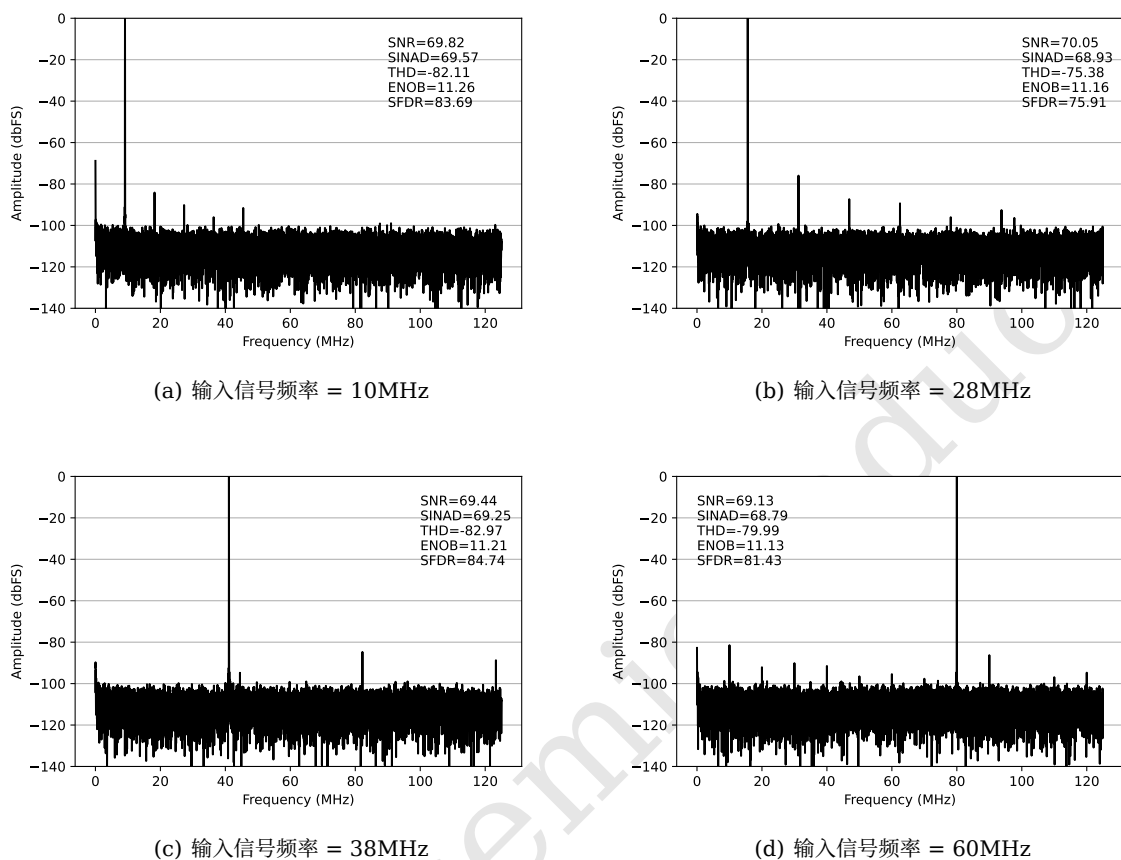 0
−20
−40
−60
−80
−100
−120
−140
Amplitude (dbFS)
SNR=69.82
SINAD=69.57
THD=-82.11
ENOB=11.26
SFDR=83.69
0 20 40 60 80 100 120
Frequency (MHz)
(a) 输入信号频率 = 10MHz
0
−20
−40
−60
−80
−100
−120
−140
Amplitude (dbFS)
SNR=70.05
SINAD=68.93
THD=-75.38
ENOB=11.16
SFDR=75.91
0 20 40 60 80 100 120
Frequency (MHz)
(b) 输入信号频率 = 28MHz
0
−20
−40
−60
−80
−100
−120
−140
Amplitude (dbFS)
SNR=69.44
SINAD=69.25
THD=-82.97
ENOB=11.21
SFDR=84.74
0 20 40 60 80 100 120
Frequency (MHz)
(c) 输入信号频率 = 38MHz
0
−20
−40
−60
−80
−100
−120
−140
Amplitude (dbFS)
SNR=69.13
SINAD=68.79
THD=-79.99
ENOB=11.13
SFDR=81.43
0 20 40 60 80 100 120
Frequency (MHz)
(d) 输入信号频率 = 60MHz